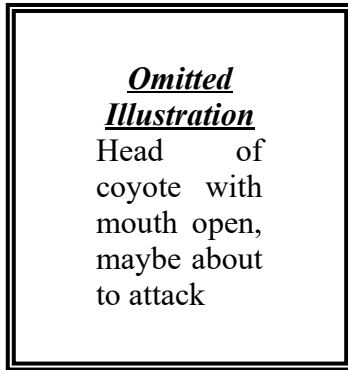 Omitted
Illustration
Head of
coyote with
mouth open,
maybe about
to attack